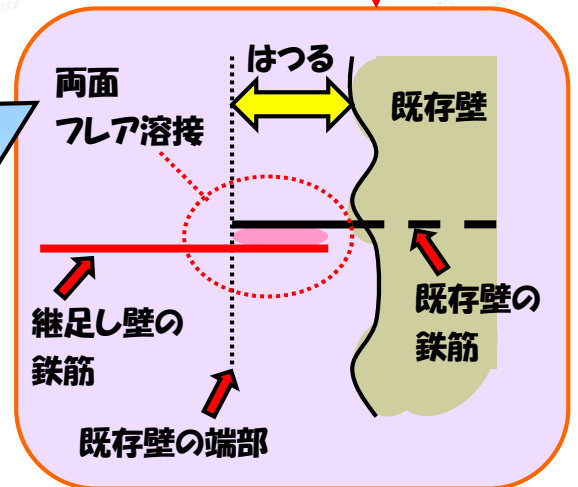 はつる
両面
フレア溶接
既存壁
継足し壁の
鉄筋
既存壁の
鉄筋
既存壁の端部